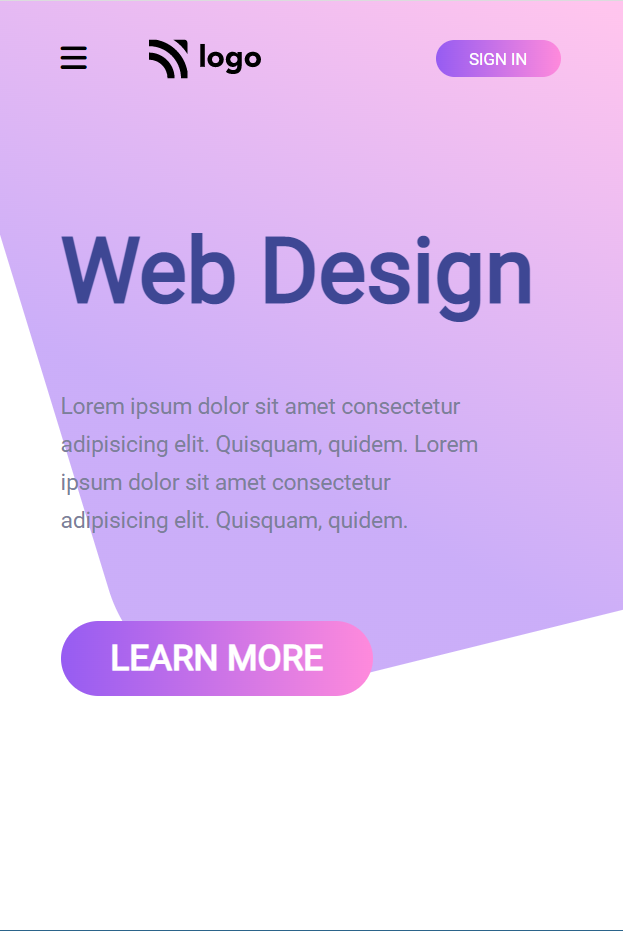 logo
SIGN IN
Web Design
Lorem ipsum dolor sit amet consectetur
adipisicing elit. Quisquam, quidem. Lorem
ipsum dolor sit amet consectetur
adipisicing elit. Quisquam, quidem.
LEARN MORE